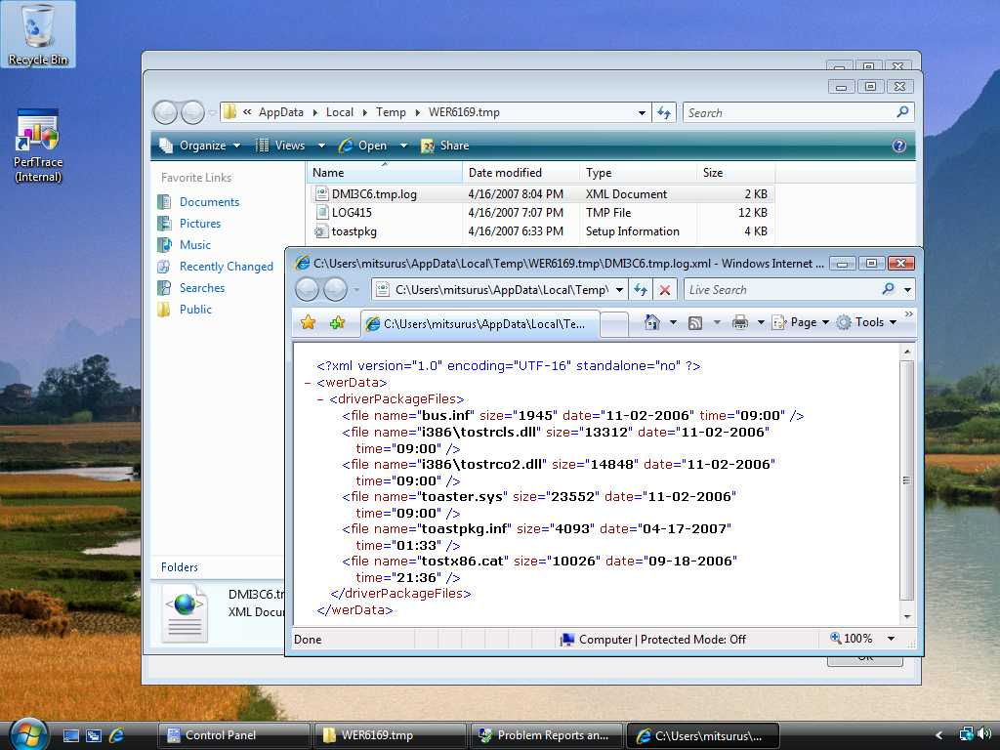 Recycle Bin
PerfTrace
(Internal)
« AppData Local Temp WER6169.tmp
Search
Organize Views Open Share
Favorite Links
Documents
Pictures
Music
Recently Changed
Searches
Public
Folders
Name Date modified Type Size
DMI3C6.tmp.log 4/16/2007 8:04 PM XML Document 2 KB
LOG415 4/16/2007 7:07 PM TMP File 12 KB
toastpkg 4/16/2007 6:33 PM Setup Information 4 KB
DMI3C6.tr
XML Docu
C:\Users\mitsurus\AppData\Local\Temp\WER6169.tmp\DMI3C6.tmp.log.xml - Windows Internet ...
C:\Users\mitsurus\AppData\Local\Temp\
Live Search
C:\Users\mitsurus\AppData\Local\Te...
Page Tools
<?xml version="1.0" encoding="UTF-16" standalone="no" ?>
- <werData>
- <driverPackageFiles>
<file name="bus.inf" size="1945" date="11-02-2006" time="09:00" />
<file name="i386\tostrcls.dll" size="13312" date="11-02-2006"
time="09:00" />
<file name="i386\tostrco2.dll" size="14848" date="11-02-2006"
time="09:00" />
<file name="toaster.sys" size="23552" date="11-02-2006"
time="09:00" />
<file name="toastpkg.inf" size="4093" date="04-17-2007"
time="01:33" />
<file name="tostx86.cat" size="10026" date="09-18-2006"
time="21:36" />
</driverPackageFiles>
</werData>
Done
Computer | Protected Mode: Off
100%
OK
Control Panel
WER6169.tmp
Problem Reports an...
C:\Users\mitsurus\...